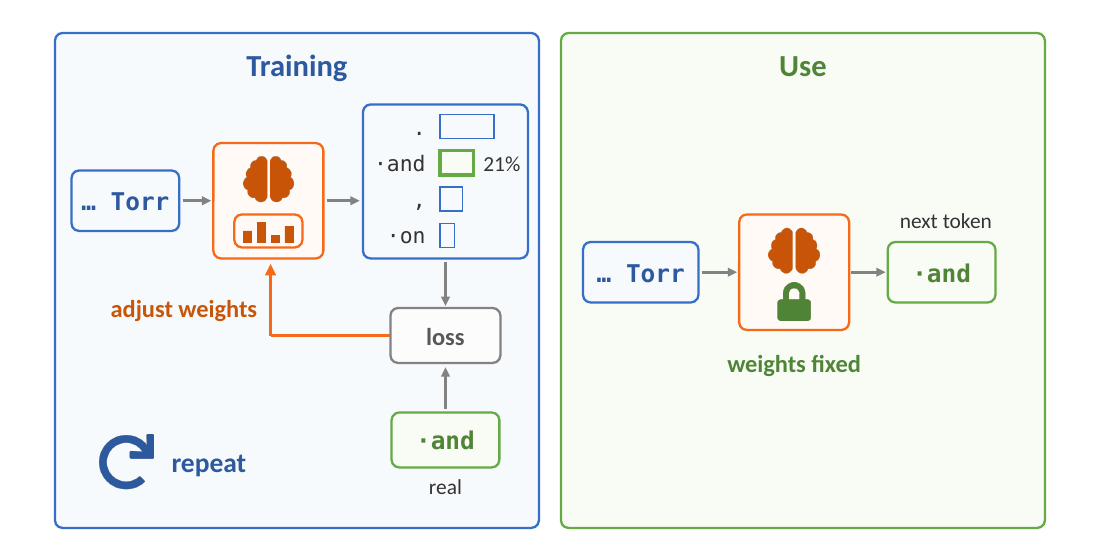 Training
.
·and 21%
,
·on
… Torr
adjust weights
loss
·and
real
repeat
Use
… Torr
next token
·and
weights fixed